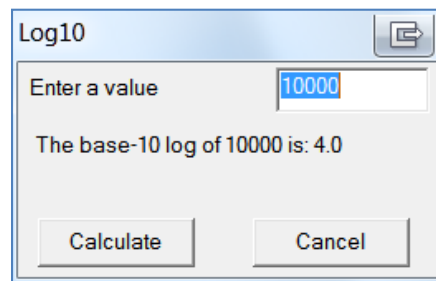 Log10
Enter a value 10000
The base-10 log of 10000 is: 4.0
Calculate Cancel